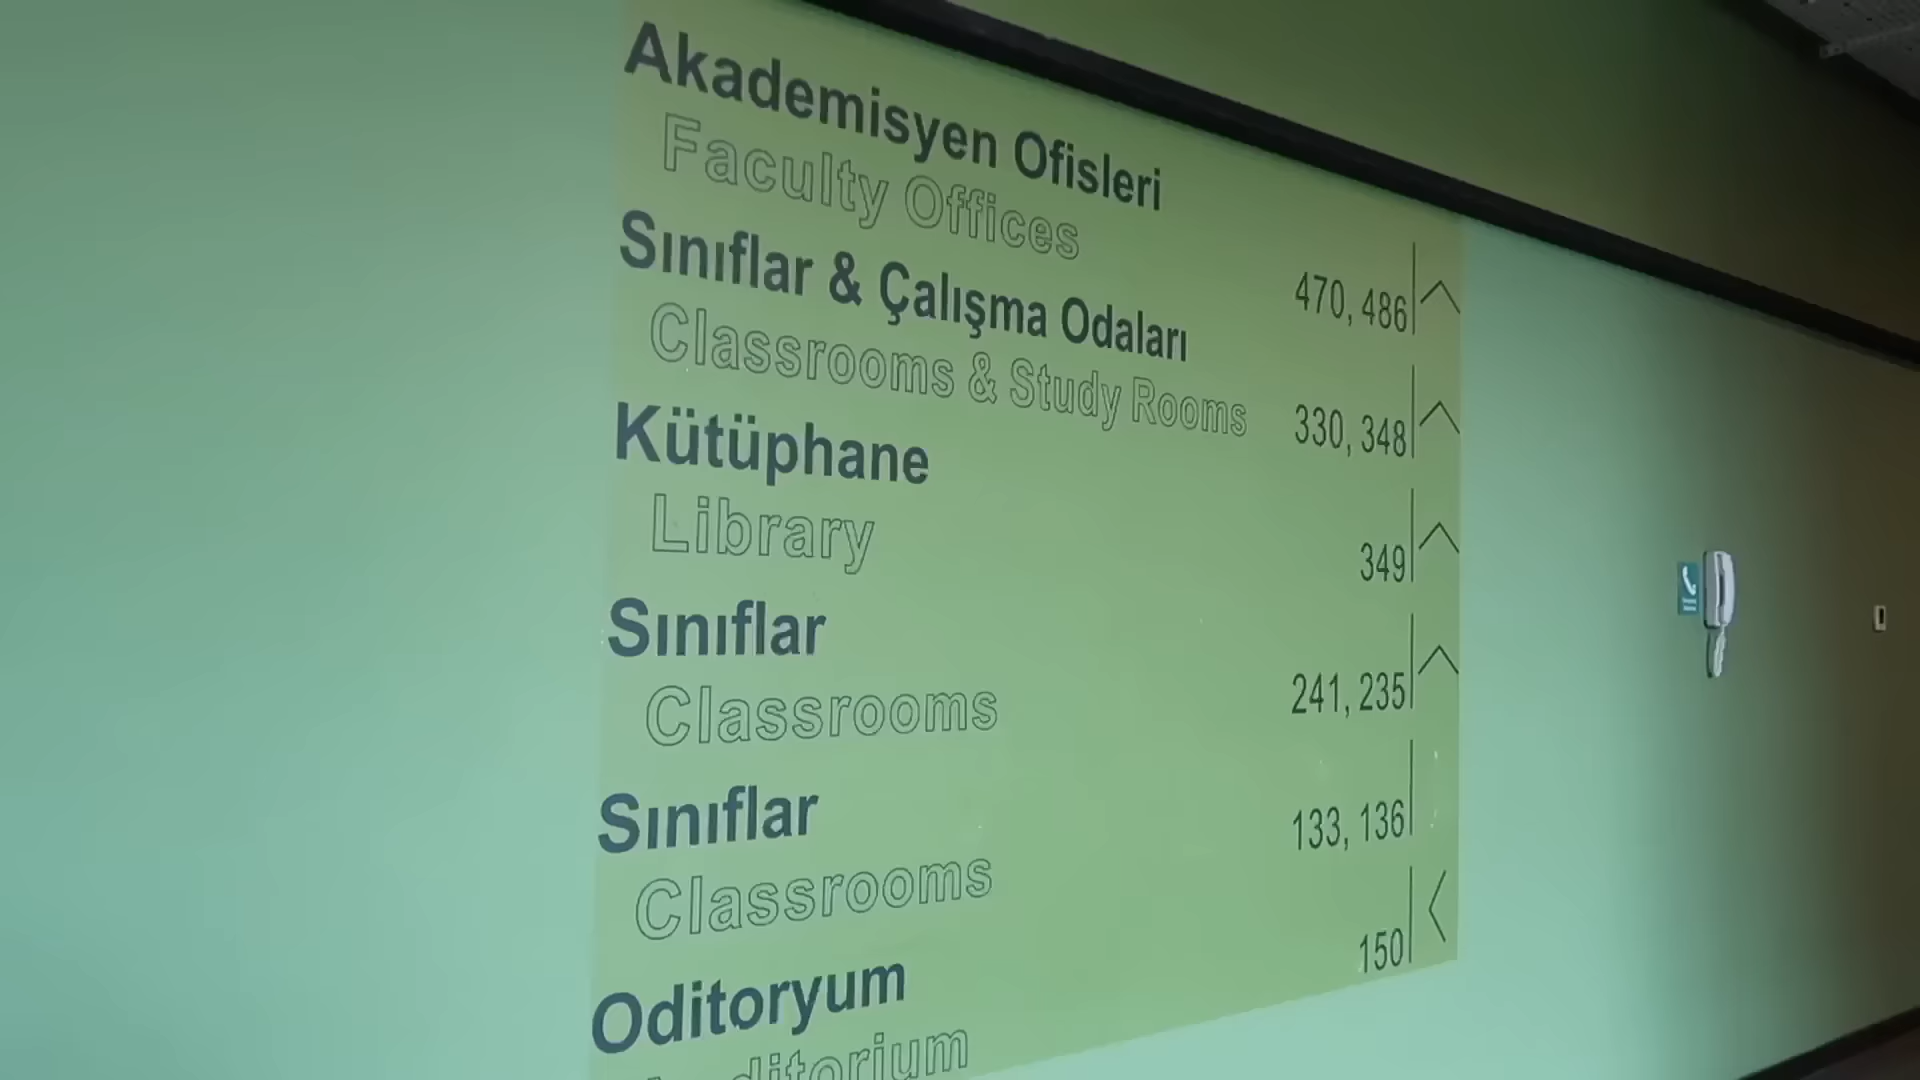 Akademisyen Ofisleri
Faculty Offices
470, 486
Sınıflar & Çalışma Odaları
Classrooms & Study Rooms
330, 348
Kütüphane
Library
349
Sınıflar
Classrooms
241, 235
Sınıflar
Classrooms
133, 136
Oditoryum
150